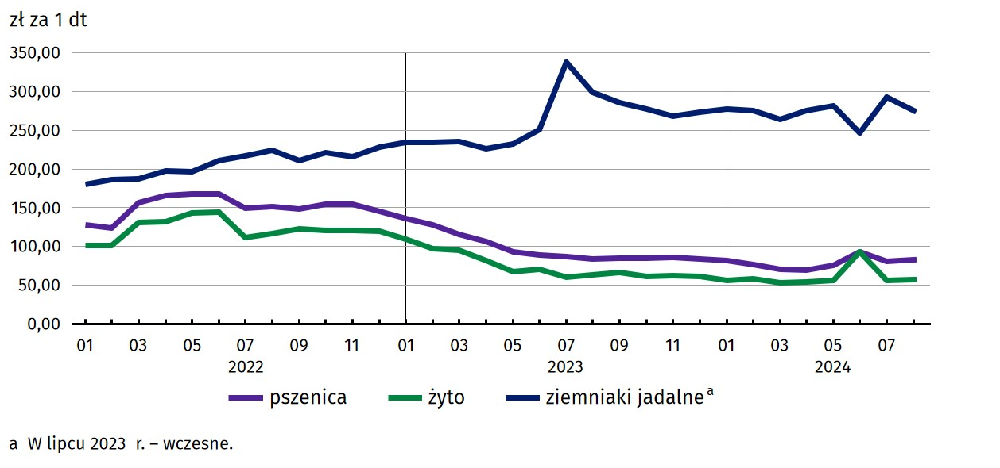 zł za 1 dt
350,00
300,00
250,00
200,00
150,00
100,00
50,00
0,00
01 03 05 07 09 11 01 03 05 07 09 11 01 03 05 07
2022 2023 2024
pszenica żyto ziemniaki jadalne a
a W lipcu 2023 r. – wczesne.